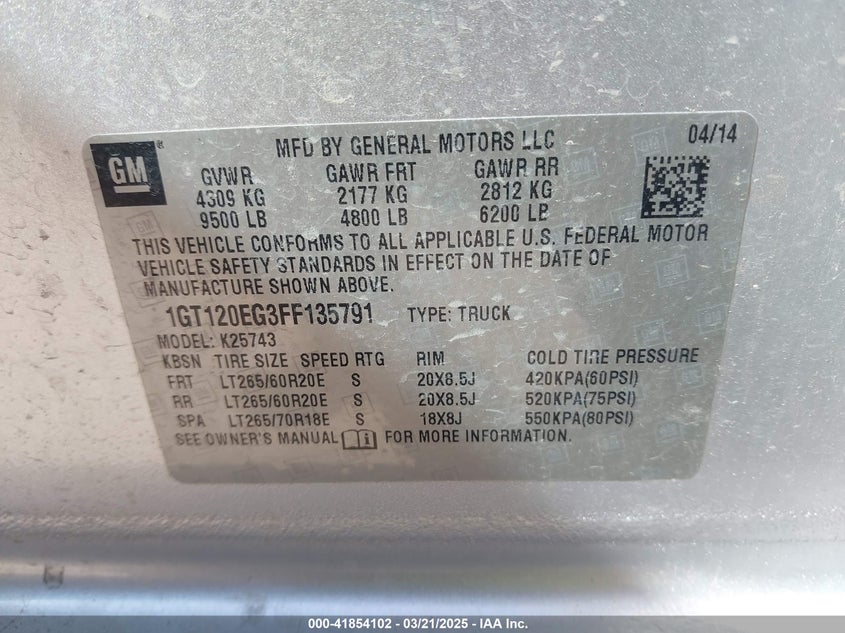 GM
MFD BY GENERAL MOTORS LLC 04/14
GVWR GAWR FRT GAWR RR
4309 KG 2177 KG 2812 KG
9500 LB 4800 LB 6200 LB
THIS VEHICLE CONFORMS TO ALL APPLICABLE U.S. FEDERAL MOTOR
VEHICLE SAFETY STANDARDS IN EFFECT ON THE DATE OF
MANUFACTURE SHOWN ABOVE.
1GT120EG3FF135791 TYPE: TRUCK
MODEL: K25743
KBSN TIRE SIZE SPEED RTG RIM COLD TIRE PRESSURE
FRT LT265/60R20E S 20X8.5J 420KPA(60PSI)
RR LT265/60R20E S 20X8.5J 520KPA(75PSI)
SPA LT265/70R18E S 18X8J 550KPA(80PSI)
SEE OWNER'S MANUAL FOR MORE INFORMATION.
000-41854102 - 03/21/2025 - IAA Inc.